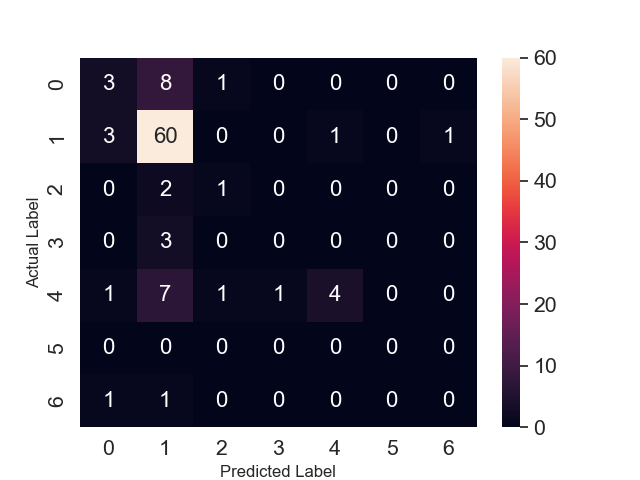 0 3 8 1 0 0 0 0
1 3 60 0 0 1 0 1
2 0 2 1 0 0 0 0
3 0 3 0 0 0 0 0
4 1 7 1 1 4 0 0
5 0 0 0 0 0 0 0
6 1 1 0 0 0 0 0
0 1 2 3 4 5 6
Predicted Label
Actual Label
60
50
40
30
20
10
0